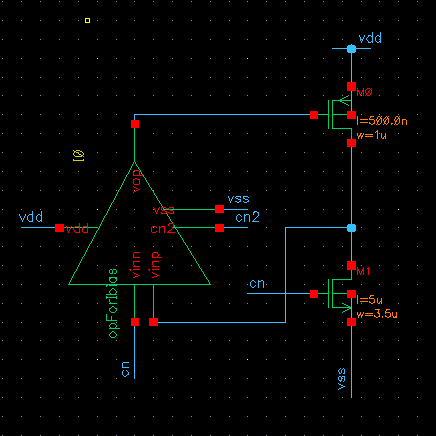 vdd
M0
l=500.0n
w=1u
I0
vop
vss
vss
cn2
cn2
vdd
vdd
vinn
vinp
opForIbias
cn
M1
l=5u
w=3.5u
cn
vss